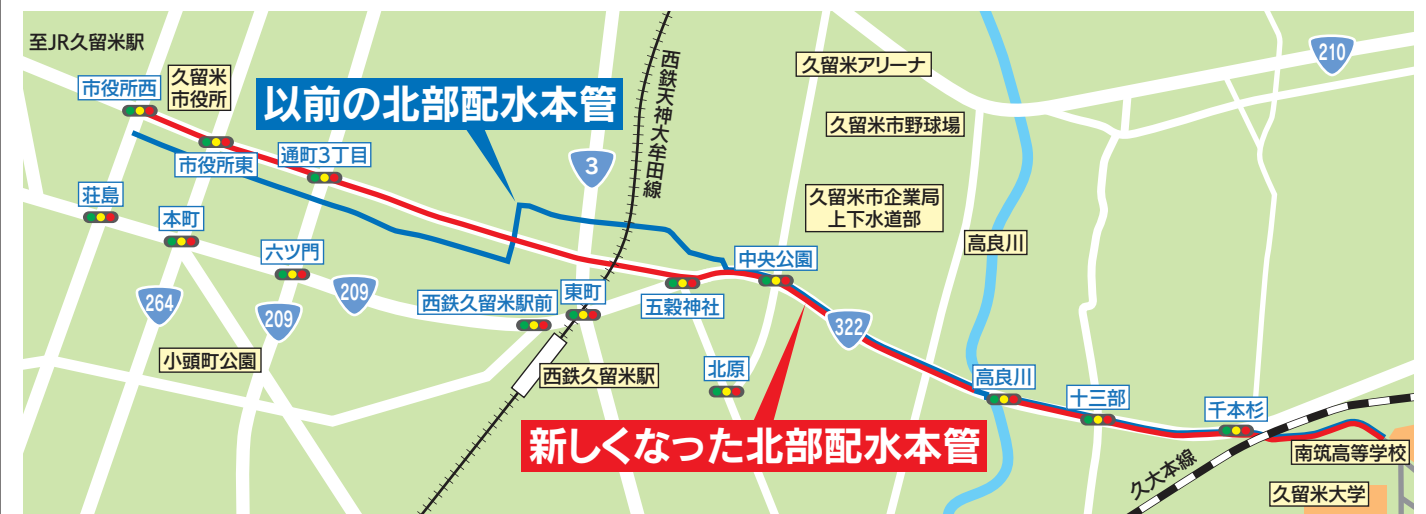 至JR久留米駅
市役所西
久留米
市役所
以前の北部配水本管
市役所東
通町3丁目
荘島
本町
六ツ門
264
209
209
小頭町公園
西鉄久留米駅前
東町
西鉄久留米駅
3
西鉄天神大牟田線
久留米アリーナ
210
久留米市野球場
久留米市企業局
上下水道部
高良川
中央公園
五穀神社
322
北原
新しくなった北部配水本管
高良川
十三部
千本杉
久大本線
南筑高等学校
久留米大学